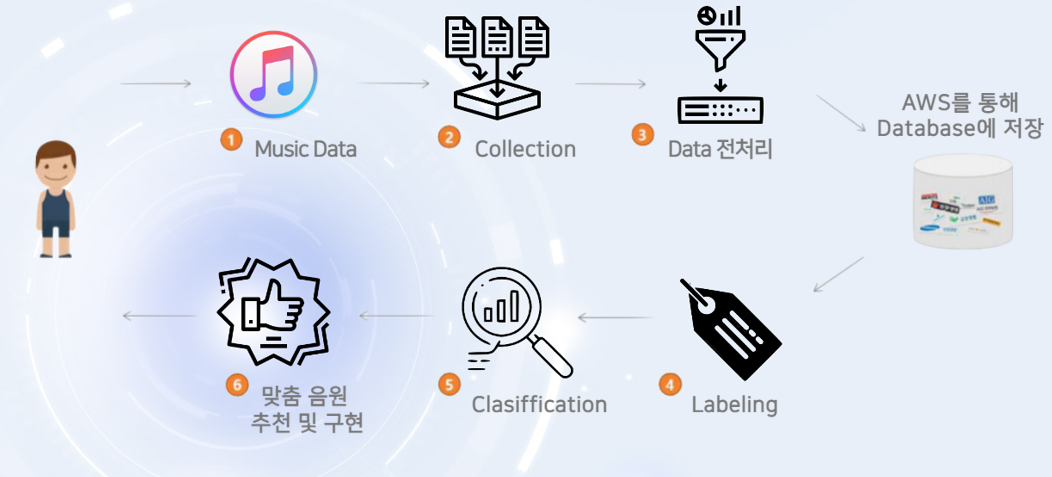 1 Music Data
2 Collection
3 Data 전처리
AWS를 통해
Database에 저장
4 Labeling
5 Clasiffication
6 맞춤 음원
추천 및 구현